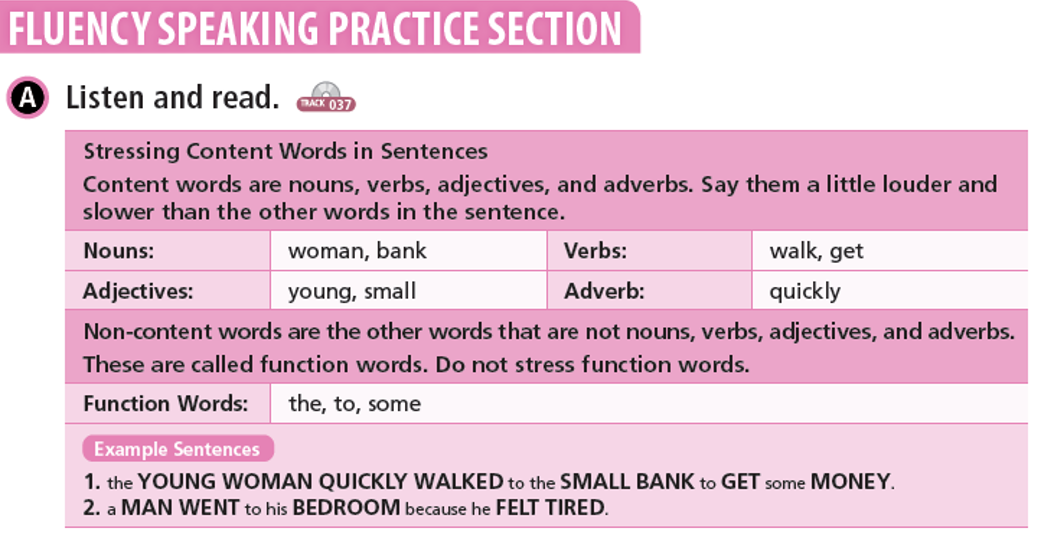 FLUENCY SPEAKING PRACTICE SECTION
A Listen and read. TRACK 037
Stressing Content Words in Sentences
Content words are nouns, verbs, adjectives, and adverbs. Say them a little louder and
slower than the other words in the sentence.
Nouns: woman, bank Verbs: walk, get
Adjectives: young, small Adverb: quickly
Non-content words are the other words that are not nouns, verbs, adjectives, and adverbs.
These are called function words. Do not stress function words.
Function Words: the, to, some
Example Sentences
1. the YOUNG WOMAN QUICKLY WALKED to the SMALL BANK to GET some MONEY.
2. a MAN WENT to his BEDROOM because he FELT TIRED.